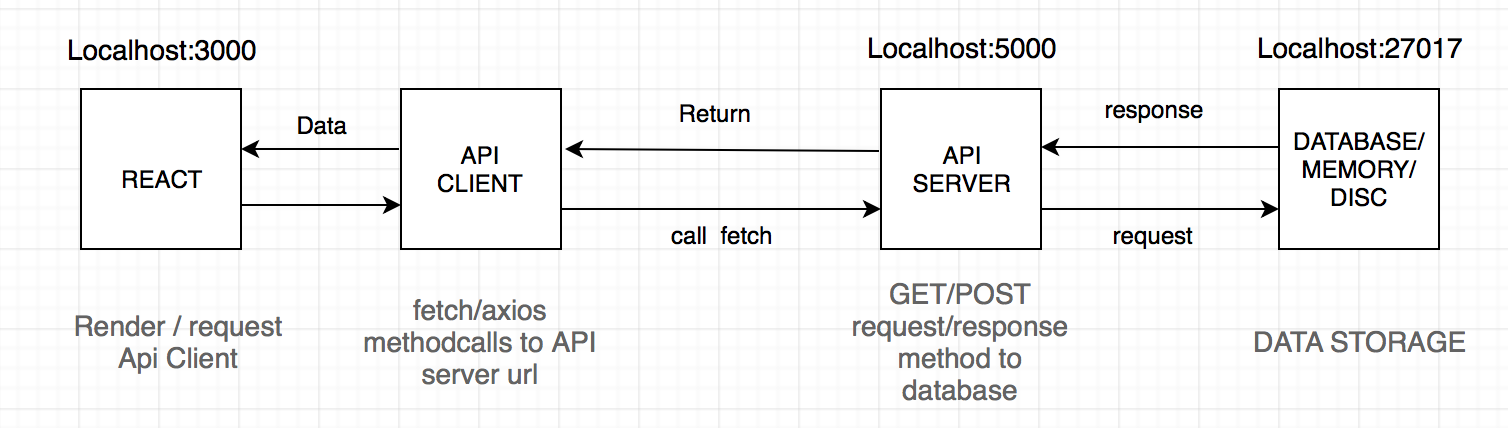 Localhost:3000
Localhost:5000
Localhost:27017
REACT
Data
API
CLIENT
Return
call fetch
API
SERVER
response
request
DATABASE/
MEMORY/
DISC
Render / request
Api Client
fetch/axios
methodcalls to API
server url
GET/POST
request/response
method to
database
DATA STORAGE